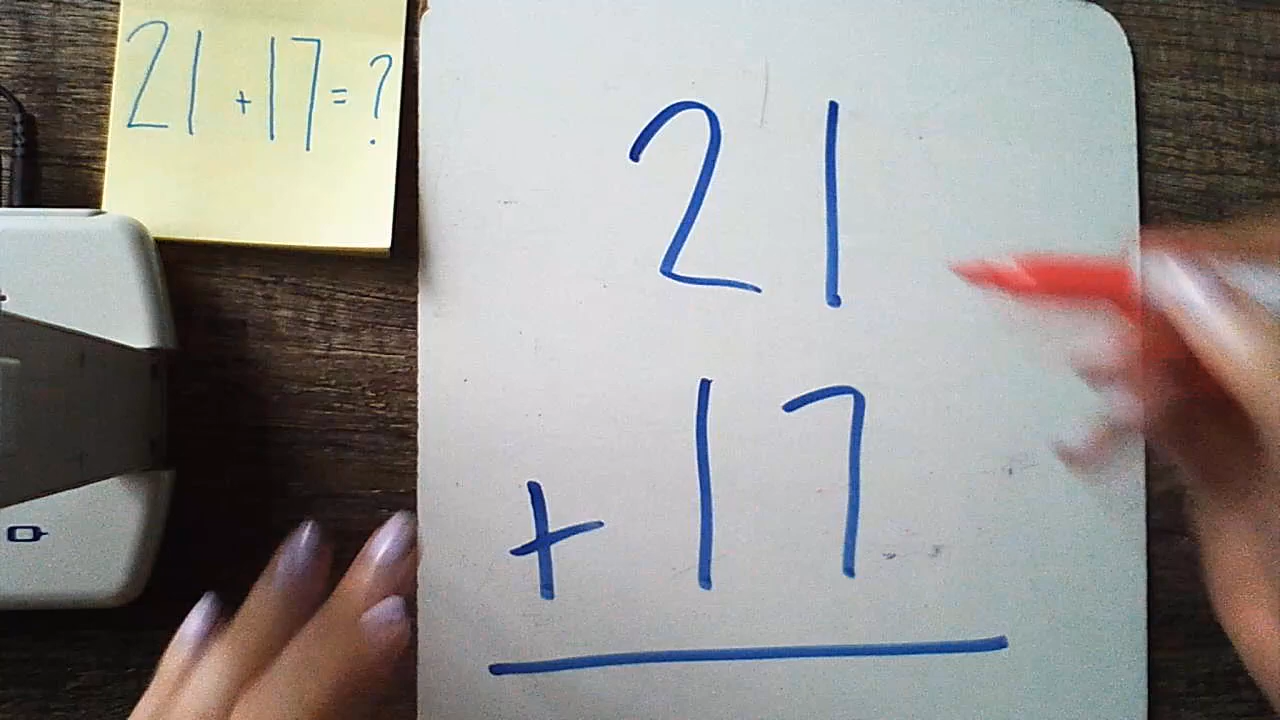 21 + 17 = ?
21
+ 17